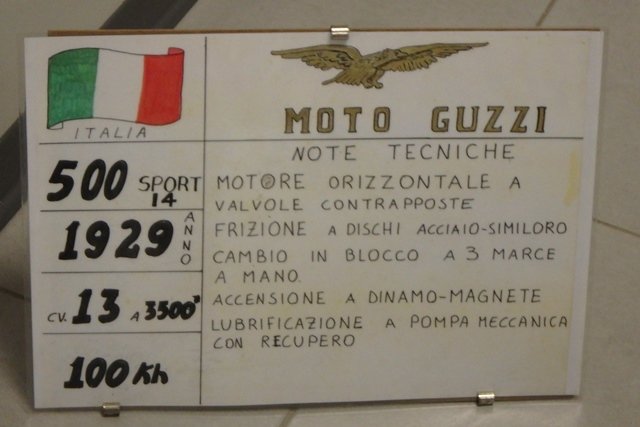 ITALIA
MOTO GUZZI
500 SPORT 14
1929 ANNO
CV. 13 A 3500°
100 Kh
NOTE TECNICHE
MOTORE ORIZZONTALE A
VALVOLE CONTRAPPOSTE
FRIZIONE A DISCHI ACCIAIO-SIMILORO
CAMBIO IN BLOCCO A 3 MARCE
A MANO.
ACCENSIONE A DINAMO-MAGNETE
LUBRIFICAZIONE A POMPA MECCANICA
CON RECUPERO